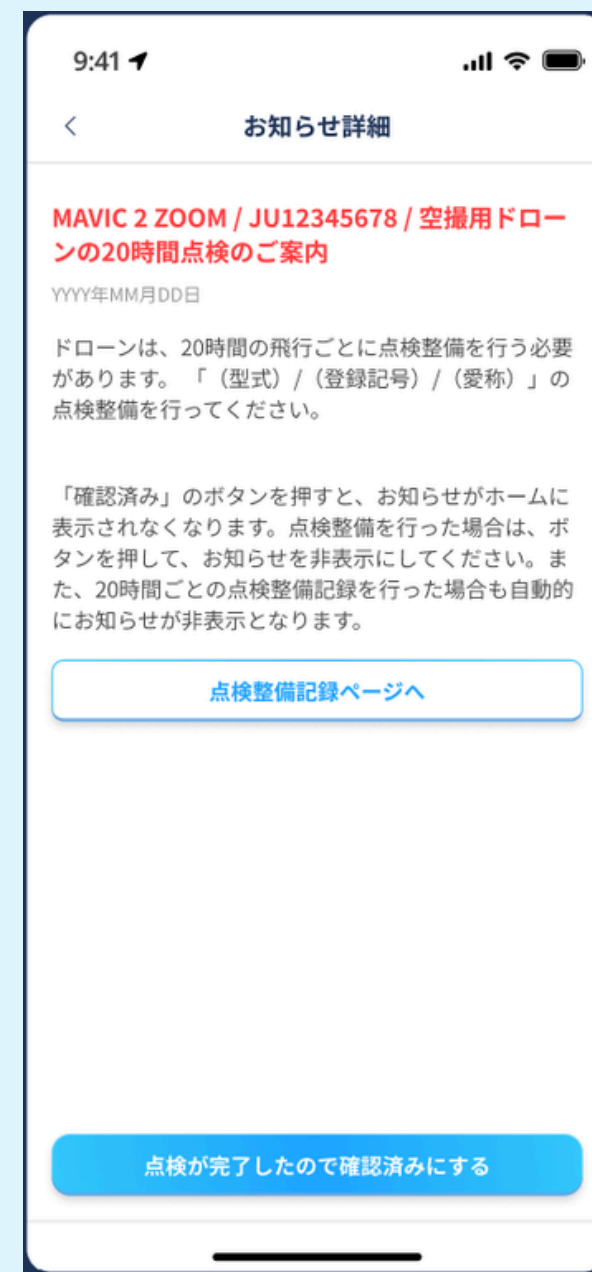 9:41
お知らせ詳細
MAVIC 2 ZOOM / JU12345678 / 空撮用ドロー
ンの20時間点検のご案内
YYYY年MM月DD日
ドローンは、20時間の飛行ごとに点検整備を行う必要
があります。 「（型式）/（登録記号）/（愛称）」の
点検整備を行ってください。
「確認済み」のボタンを押すと、お知らせがホームに
表示されなくなります。点検整備を行った場合は、ボ
タンを押して、お知らせを非表示にしてください。ま
た、20時間ごとの点検整備記録を行った場合も自動的
にお知らせが非表示となります。
点検整備記録ページへ
点検が完了したので確認済みにする